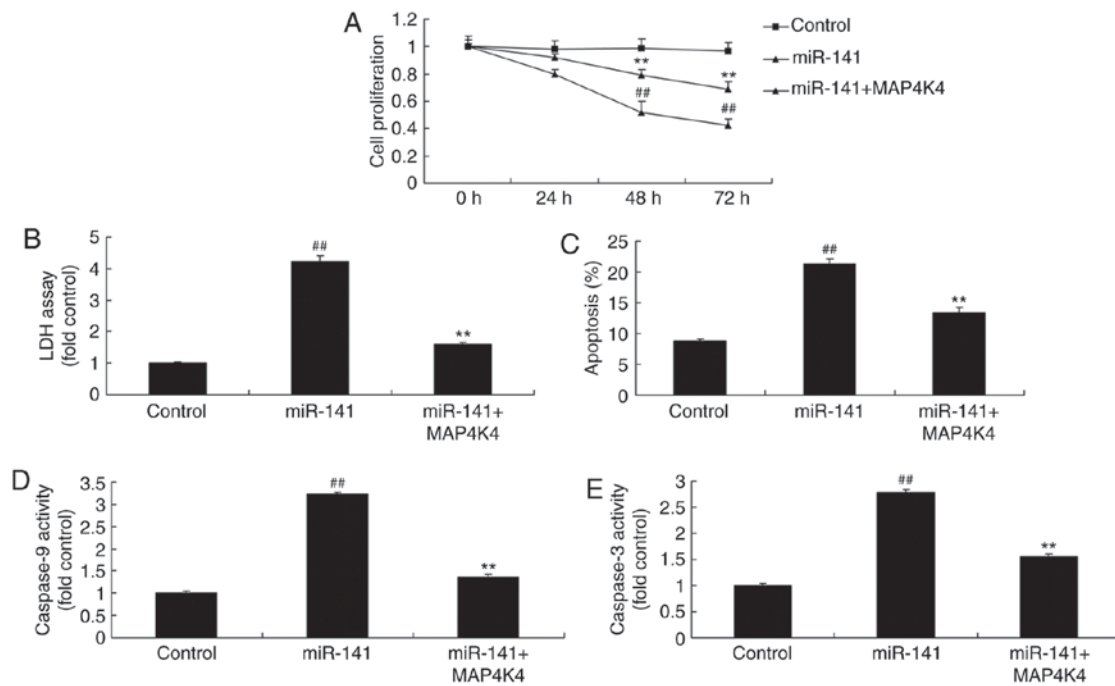 A
Cell proliferation
1.2
1
0.8
0.6
0.4
0.2
0
**
**
##
##
0 h 24 h 48 h 72 h
Control
miR-141
miR-141+MAP4K4
B
LDH assay
(fold control)
5
4
3
2
1
0
##
**
Control miR-141 miR-141+
MAP4K4
C
Apoptosis (%)
25
20
15
10
5
0
##
**
Control miR-141 miR-141+
MAP4K4
D
Caspase-9 activity
(fold control)
3.5
3
2.5
2
1.5
1
0.5
0
##
**
Control miR-141 miR-141+
MAP4K4
E
Caspase-3 activity
(fold control)
3
2.5
2
1.5
1
0.5
0
##
**
Control miR-141 miR-141+
MAP4K4